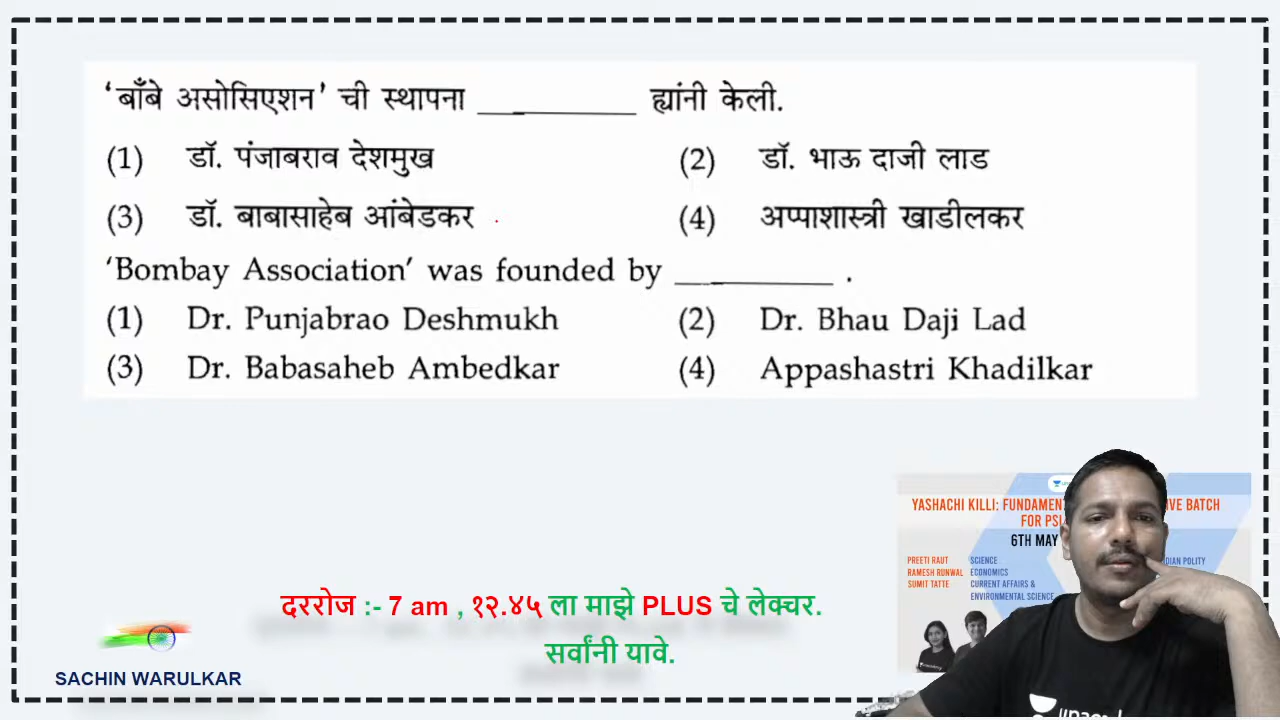 ‘बाँबे असोसिएशन’ ची स्थापना __________ ह्यांनी केली.
(1) डॉ. पंजाबराव देशमुख (2) डॉ. भाऊ दाजी लाड
(3) डॉ. बाबासाहेब आंबेडकर (4) अप्पाशास्त्री खाडीलकर
‘Bombay Association’ was founded by __________ .
(1) Dr. Punjabrao Deshmukh (2) Dr. Bhau Daji Lad
(3) Dr. Babasaheb Ambedkar (4) Appashastri Khadilkar
YASHACHI KILLI: BATCH
FOR
6TH MAY
PREETI RAUT SCIENCE POLITY
RAMESH RUNWAL ECONOMICS
SUMIT TATTE CURRENT AFFAIRS &
ENVIRONMENTAL SCIENCE
दररोज :- 7 am , १२.४५ ला माझे PLUS चे लेक्चर.
सर्वांनी यावे.
SACHIN WARULKAR